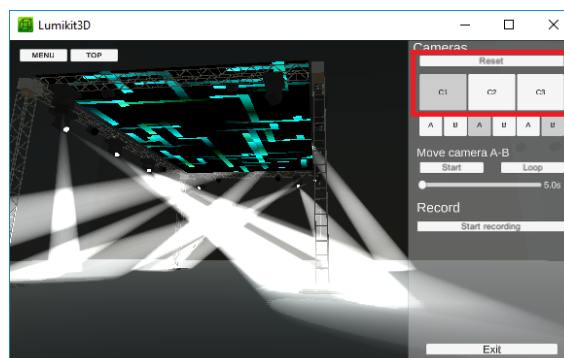 Lumikit3D
MENU TOP
Cameras
Reset
C1 C2 C3
A B A B A B
Move camera A-B
Start Loop
5.0s
Record
Start recording
Exit